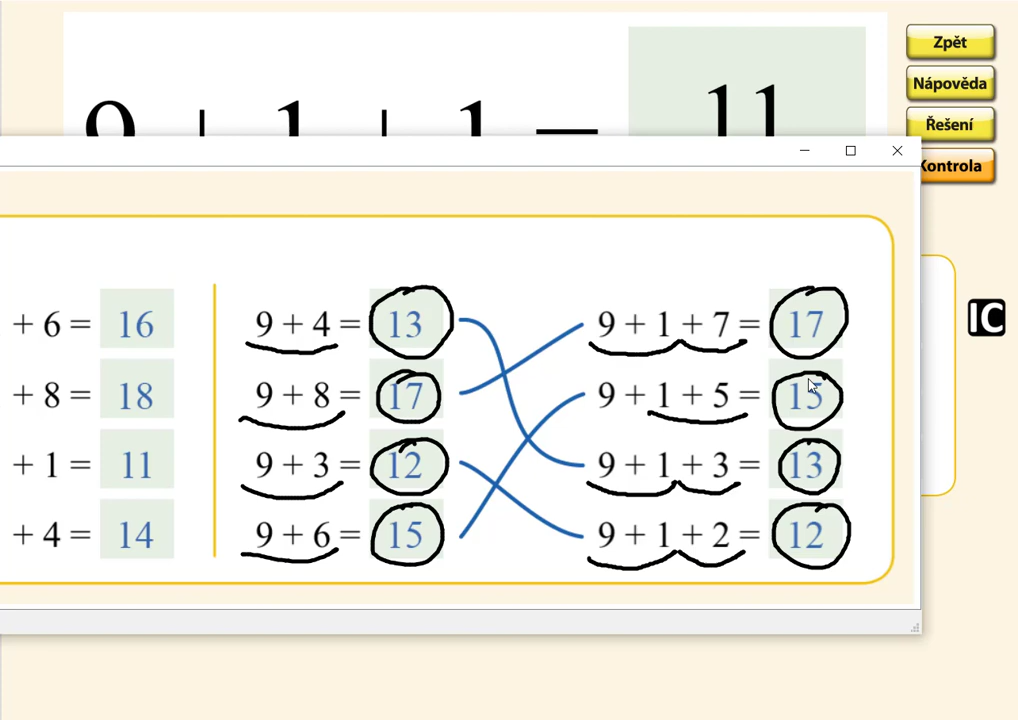 9 + 1 + 1 = 11
Zpět
Nápověda
Řešení
Kontrola
+ 6 = 16
9 + 4 = 13
9 + 1 + 7 = 17
+ 8 = 18
9 + 8 = 17
9 + 1 + 5 = 15
+ 1 = 11
9 + 3 = 12
9 + 1 + 3 = 13
+ 4 = 14
9 + 6 = 15
9 + 1 + 2 = 12
IC